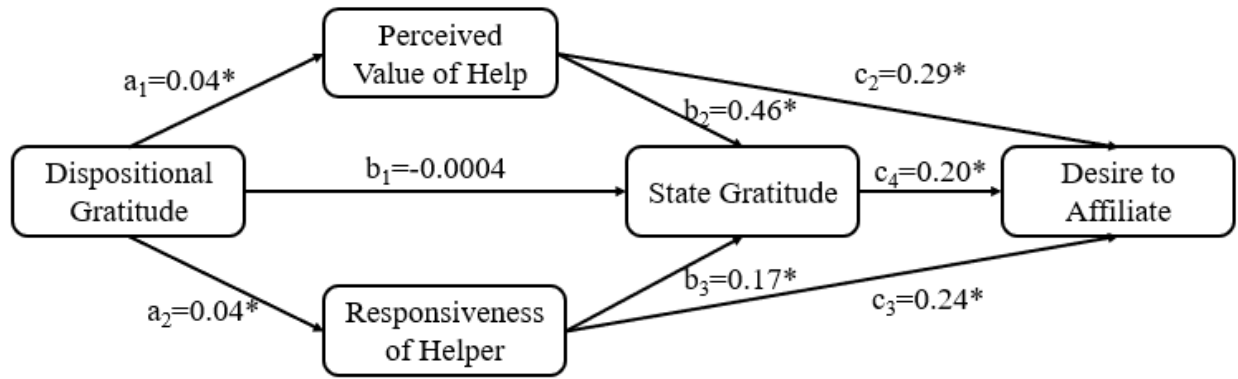 Perceived
Value of Help
a₁=0.04*
c₂=0.29*
b₂=0.46*
Dispositional
Gratitude
b₁=-0.0004
State Gratitude
c₄=0.20*
Desire to
Affiliate
a₂=0.04*
Responsiveness
of Helper
b₃=0.17*
c₃=0.24*